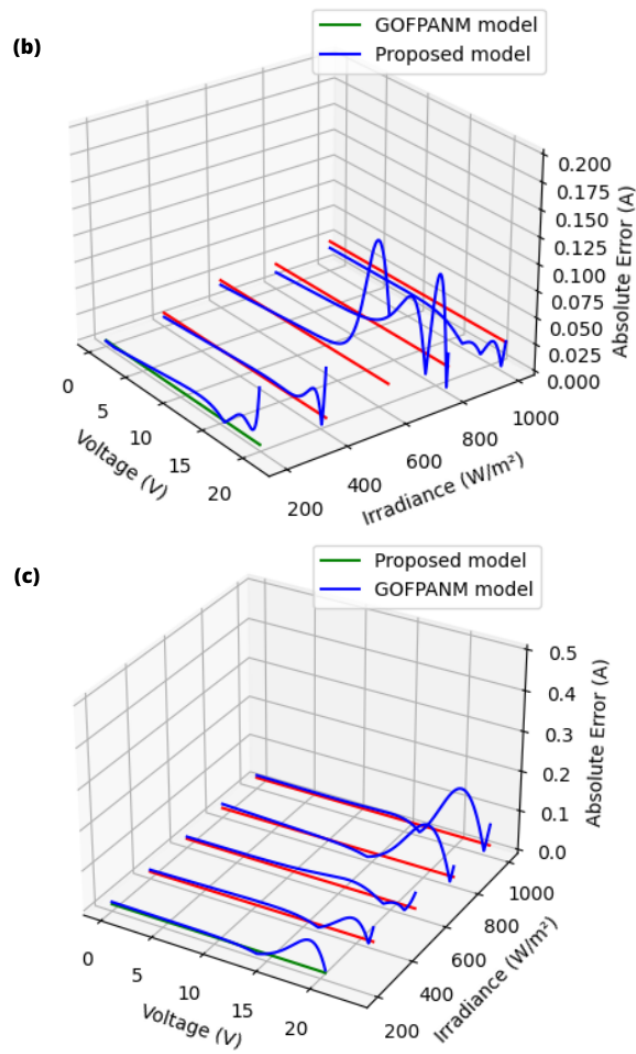 (b)
GOFPANM model
Proposed model
0.200
0.175
0.150
0.125
0.100
0.075
0.050
0.025
0.000
Absolute Error (A)
0
5
10
15
20
Voltage (V)
200
400
600
800
1000
Irradiance (W/m²)
(c)
Proposed model
GOFPANM model
0.5
0.4
0.3
0.2
0.1
0.0
Absolute Error (A)
0
5
10
15
20
Voltage (V)
200
400
600
800
1000
Irradiance (W/m²)